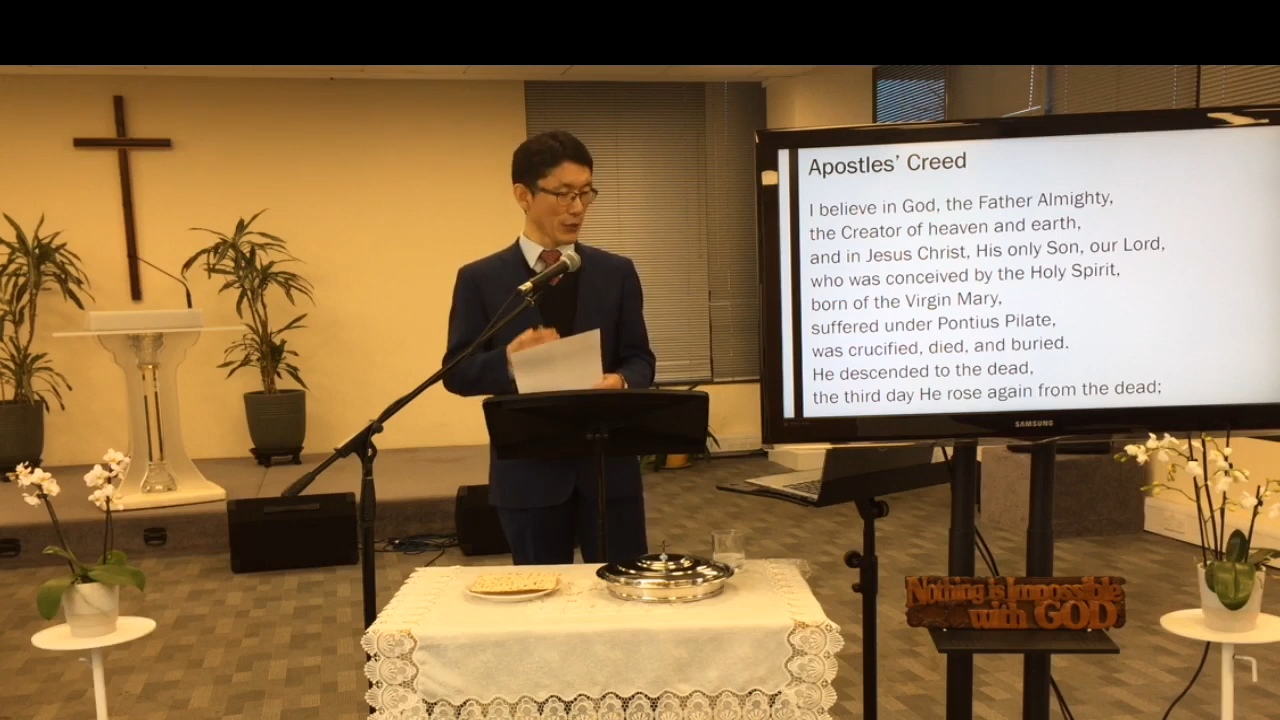 Apostles' Creed
I believe in God, the Father Almighty,
the Creator of heaven and earth,
and in Jesus Christ, His only Son, our Lord,
who was conceived by the Holy Spirit,
born of the Virgin Mary,
suffered under Pontius Pilate,
was crucified, died, and buried.
He descended to the dead,
the third day He rose again from the dead;
SAMSUNG
Nothing is Impossible
with GOD